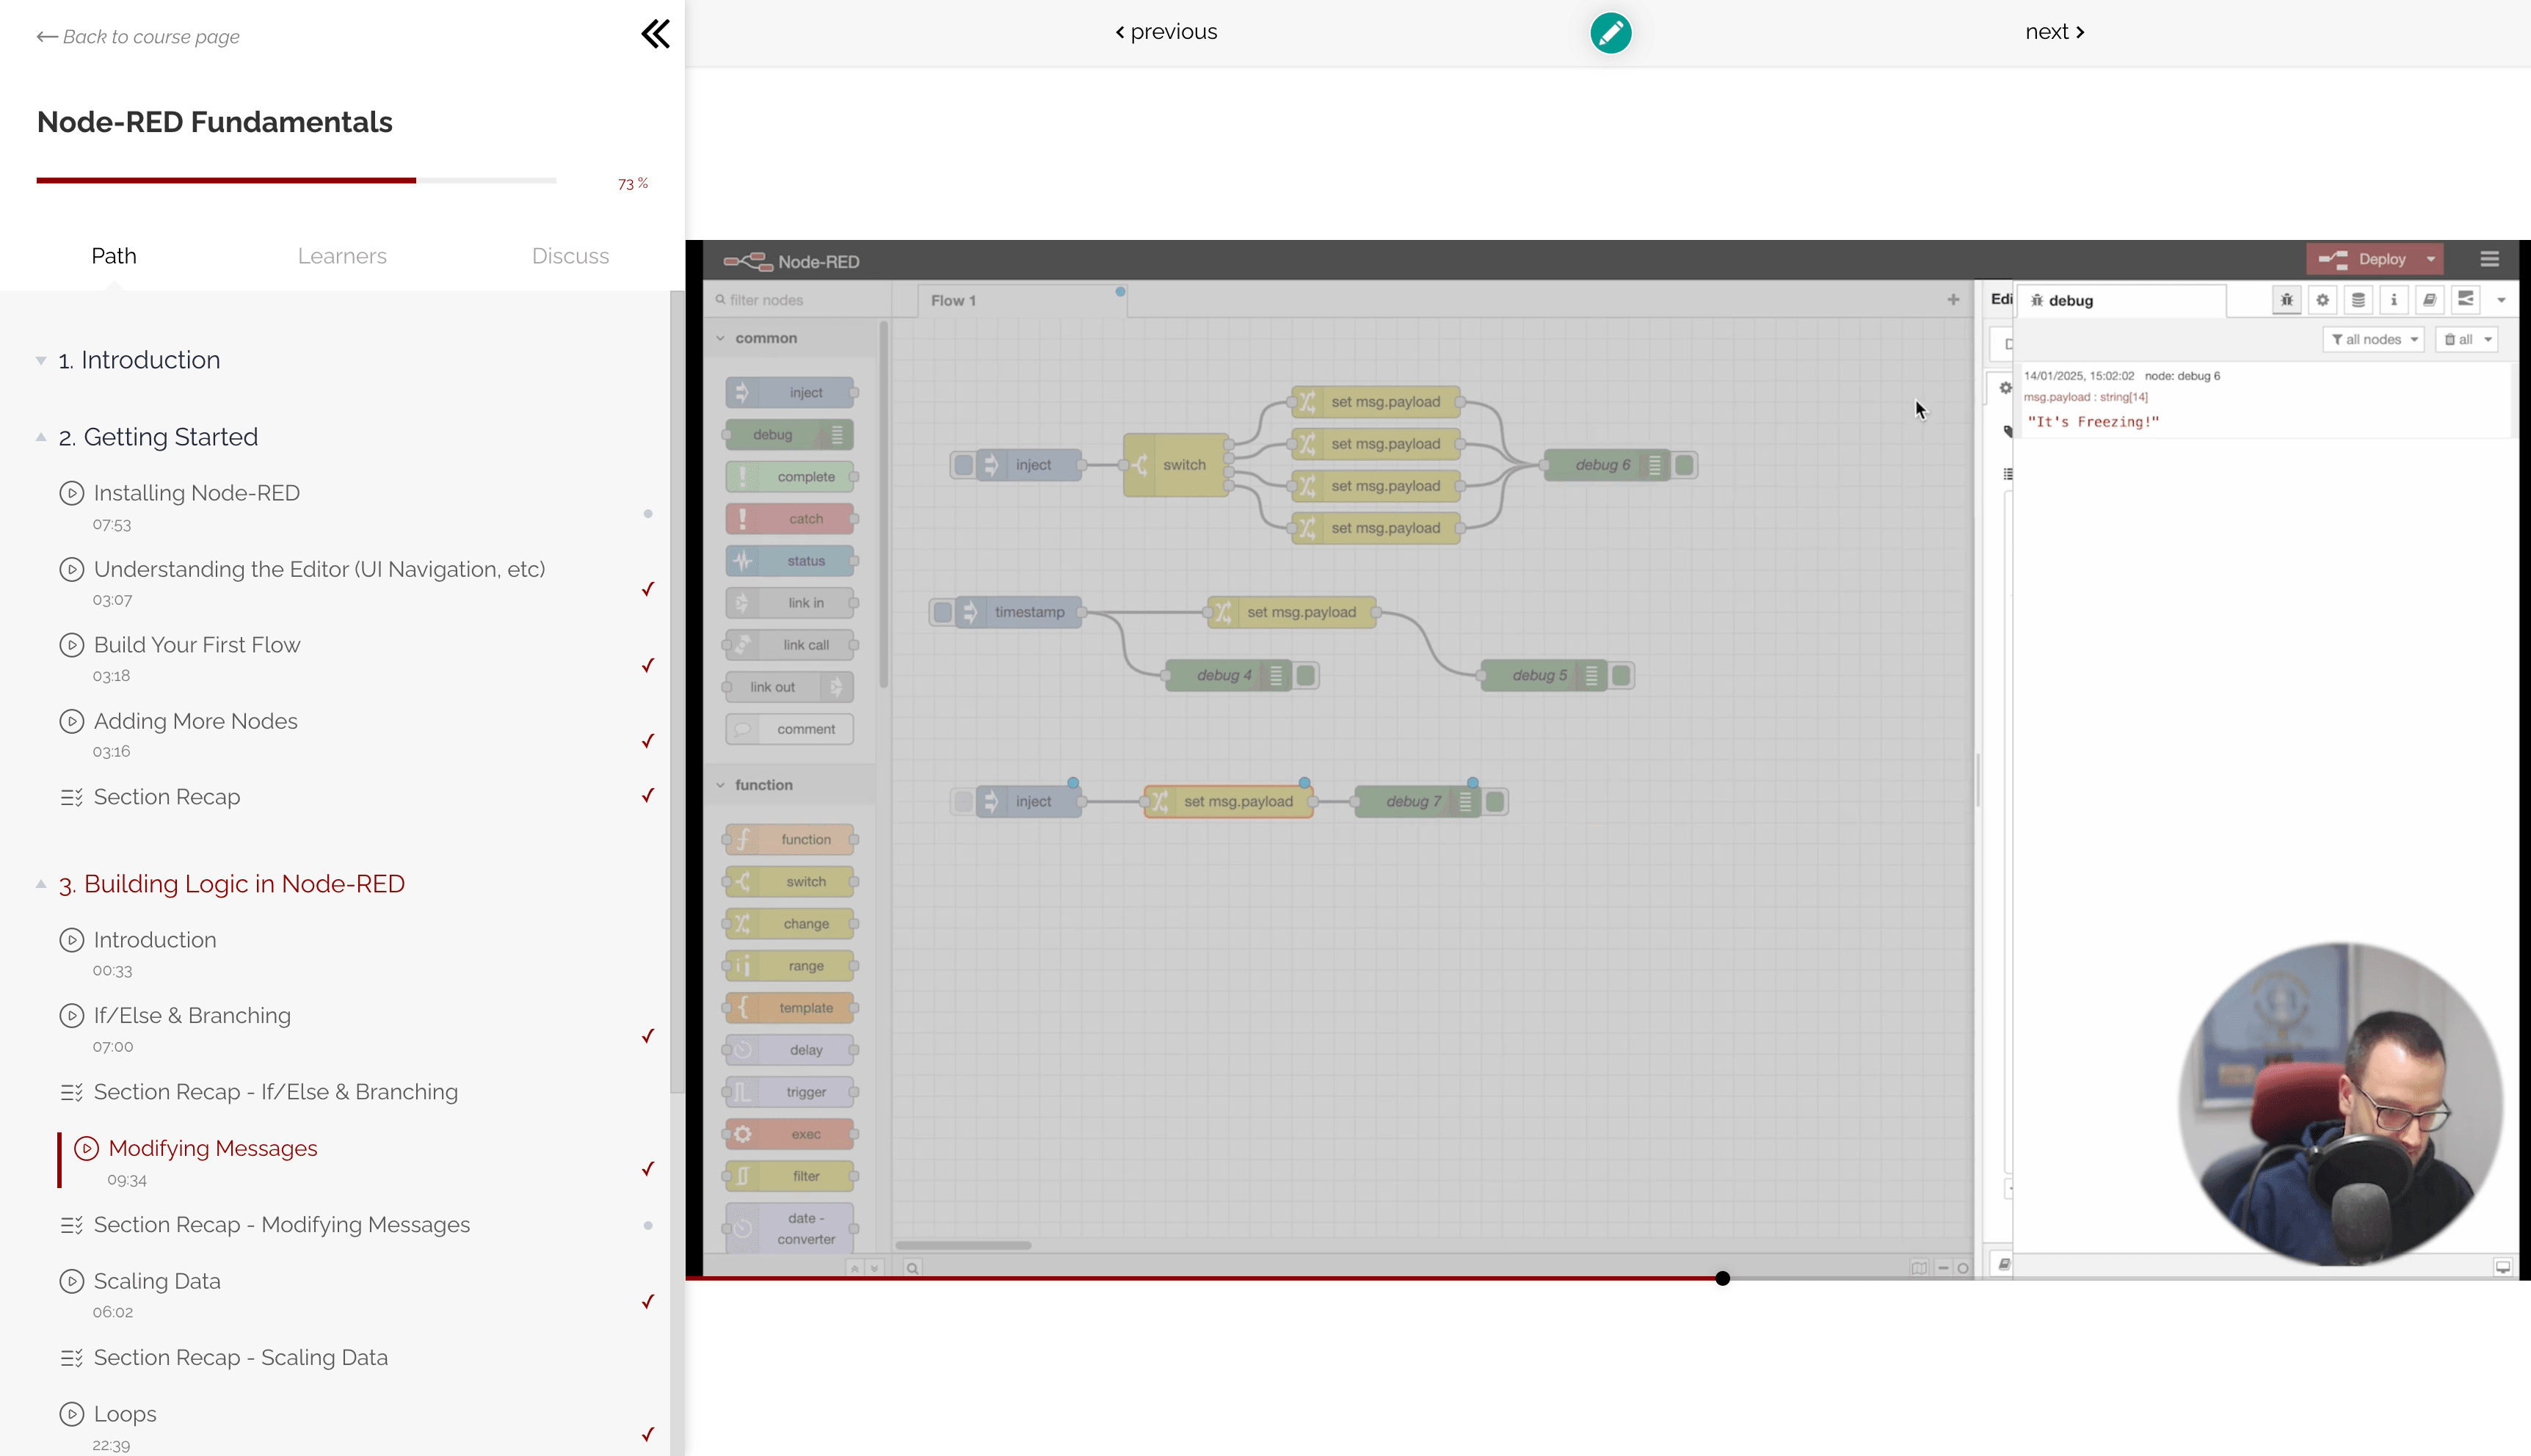 Back to course page
Node-RED Fundamentals
73 %
Path
Learners
Discuss
1. Introduction
2. Getting Started
Installing Node-RED
07:53
Understanding the Editor (UI Navigation, etc)
03:07
Build Your First Flow
03:18
Adding More Nodes
03:16
Section Recap
3. Building Logic in Node-RED
Introduction
00:33
If/Else & Branching
07:00
Section Recap - If/Else & Branching
Modifying Messages
09:34
Section Recap - Modifying Messages
Scaling Data
06:02
Section Recap - Scaling Data
Loops
22:39
previous
next
Node-RED
Deploy
filter nodes
common
inject
debug
complete
catch
status
link in
link call
link out
comment
function
function
switch
change
range
template
delay
trigger
exec
filter
date -
converter
Flow 1
inject
switch
set msg.payload
set msg.payload
set msg.payload
set msg.payload
debug 6
timestamp
set msg.payload
debug 4
debug 5
inject
set msg.payload
debug 7
Edi
debug
all nodes
all
14/01/2025, 15:02:02 node: debug 6
msg.payload : string[14]
"It's Freezing!"